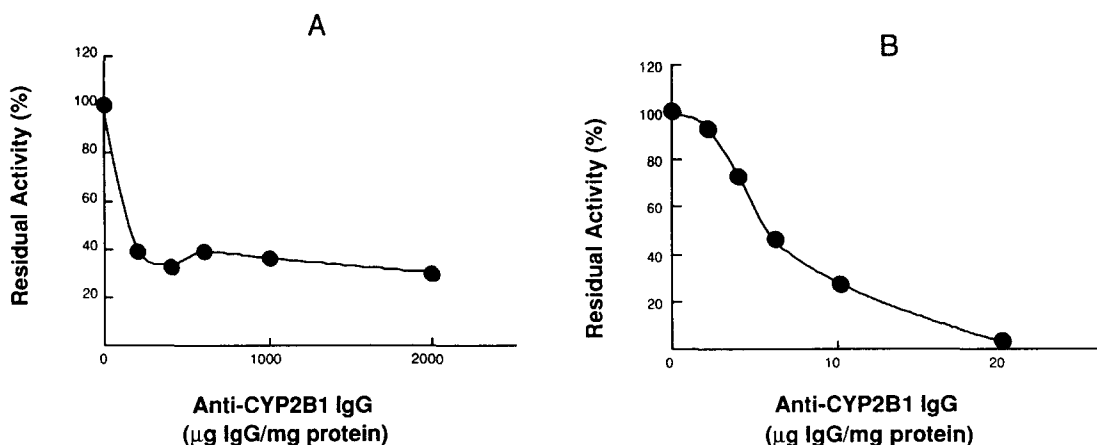 A
Residual Activity (%)
120
100
80
60
40
20
0
1000
2000
Anti-CYP2B1 IgG
(μg IgG/mg protein)
B
Residual Activity (%)
120
100
80
60
40
20
0
10
20
Anti-CYP2B1 IgG
(μg IgG/mg protein)